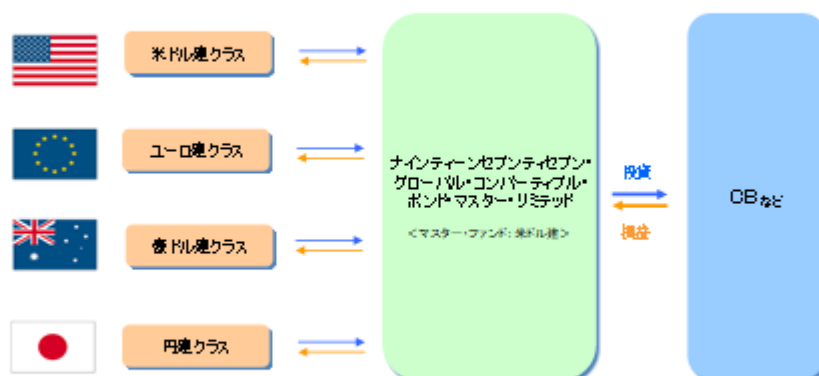 米ドル建クラス
ユーロ建クラス
豪ドル建クラス
円建クラス
ナインティーンセブンティセブン・
グローバル・コンバーティブル・
ボンド・マスター・リミテッド
<マスター・ファンド：米ドル建>
投資
損益
CBなど